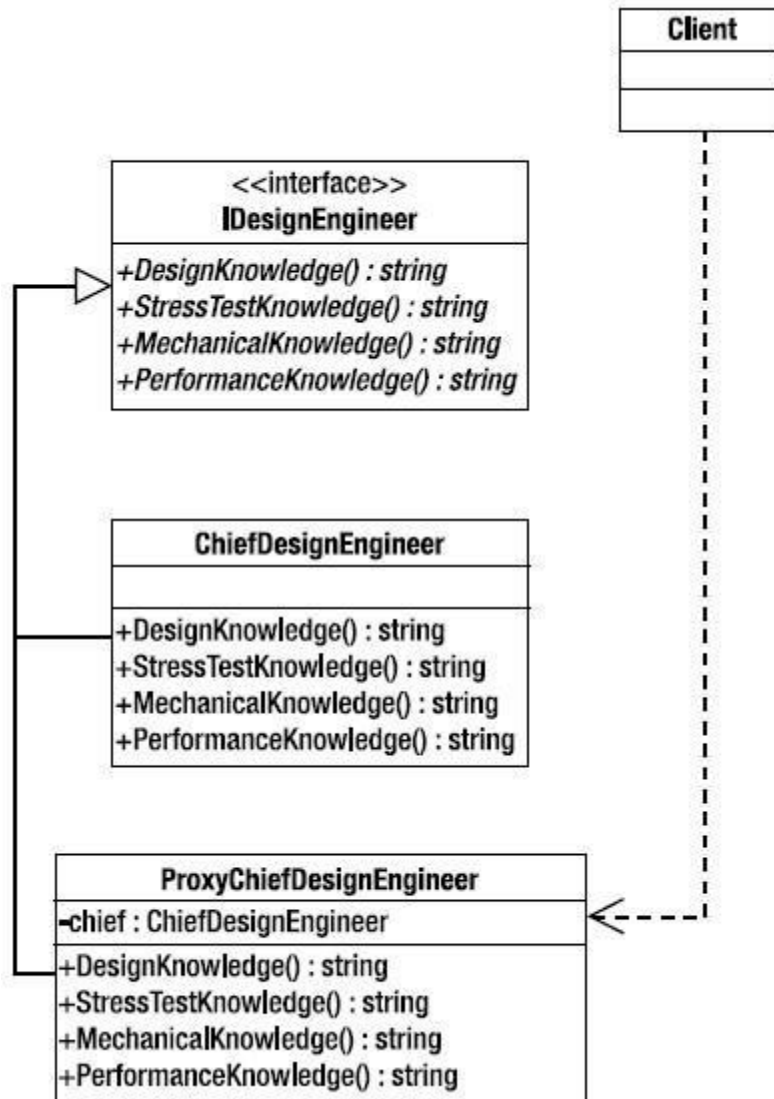 Client
<<interface>>
IDesignEngineer
+DesignKnowledge() : string
+StressTestKnowledge() : string
+MechanicalKnowledge() : string
+PerformanceKnowledge() : string
ChiefDesignEngineer
+DesignKnowledge() : string
+StressTestKnowledge() : string
+MechanicalKnowledge() : string
+PerformanceKnowledge() : string
ProxyChiefDesignEngineer
-chief : ChiefDesignEngineer
+DesignKnowledge() : string
+StressTestKnowledge() : string
+MechanicalKnowledge() : string
+PerformanceKnowledge() : string